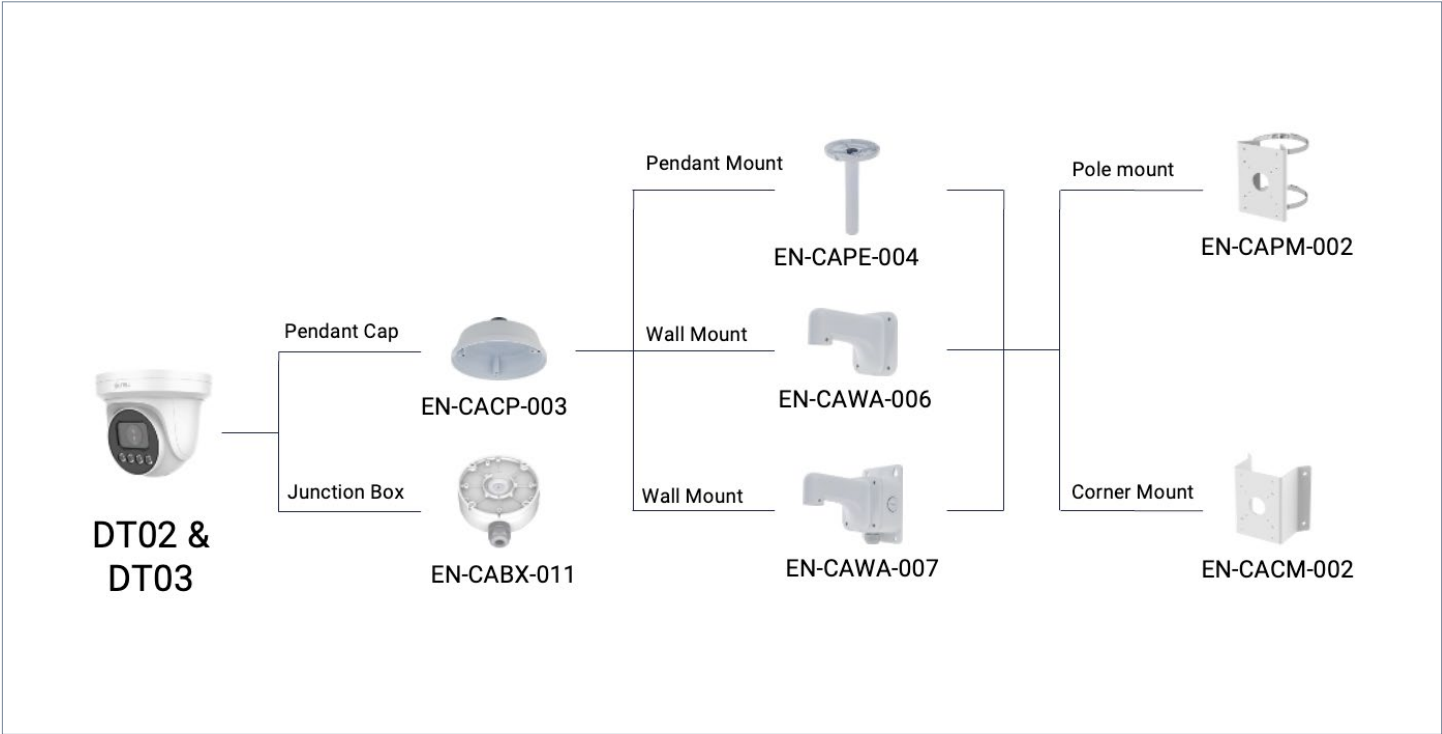 Pendant Mount
EN-CAPE-004
Pole mount
EN-CAPM-002
Pendant Cap
EN-CACP-003
Wall Mount
EN-CAWA-006
DT02 &
DT03
Junction Box
EN-CABX-011
Wall Mount
EN-CAWA-007
Corner Mount
EN-CACM-002